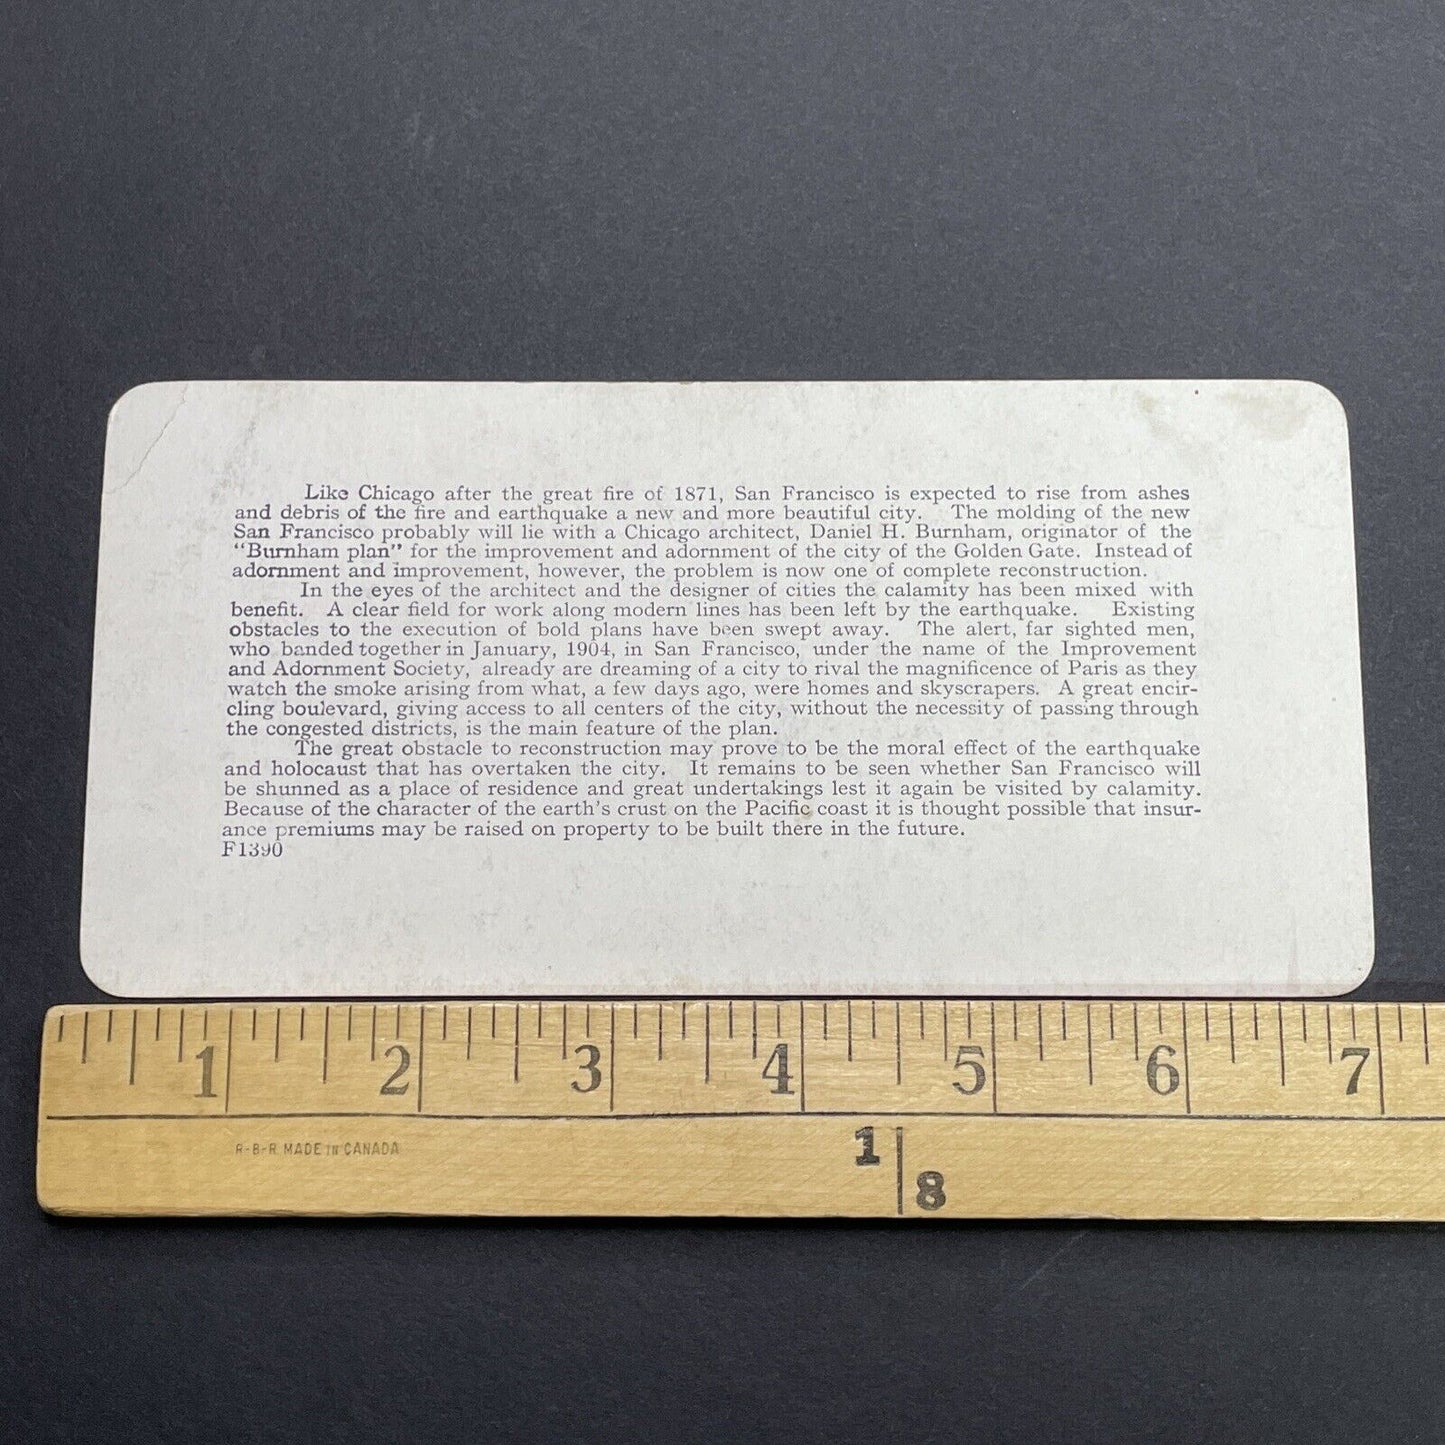 Like Chicago after the great fire of 1871, San Francisco is expected to rise from ashes
and debris of the fire and earthquake a new and more beautiful city. The molding of the new
San Francisco probably will lie with a Chicago architect, Daniel H. Burnham, originator of the
"Burnham plan" for the improvement and adornment of the city of the Golden Gate. Instead of
adornment and improvement, however, the problem is now one of complete reconstruction.
In the eyes of the architect and the designer of cities the calamity has been mixed with
benefit. A clear field for work along modern lines has been left by the earthquake. Existing
obstacles to the execution of bold plans have been swept away. The alert, far sighted men,
who banded together in January, 1904, in San Francisco, under the name of the Improvement
and Adornment Society, already are dreaming of a city to rival the magnificence of Paris as they
watch the smoke arising from what, a few days ago, were homes and skyscrapers. A great encir-
cling boulevard, giving access to all centers of the city, without the necessity of passing through
the congested districts, is the main feature of the plan.
The great obstacle to reconstruction may prove to be the moral effect of the earthquake
and holocaust that has overtaken the city. It remains to be seen whether San Francisco will
be shunned as a place of residence and great undertakings lest it again be visited by calamity.
Because of the character of the earth's crust on the Pacific coast it is thought possible that insur-
ance premiums may be raised on property to be built there in the future.
F1390
1 2 3 4 5 6 7
R-B-R MADE IN CANADA
1
8